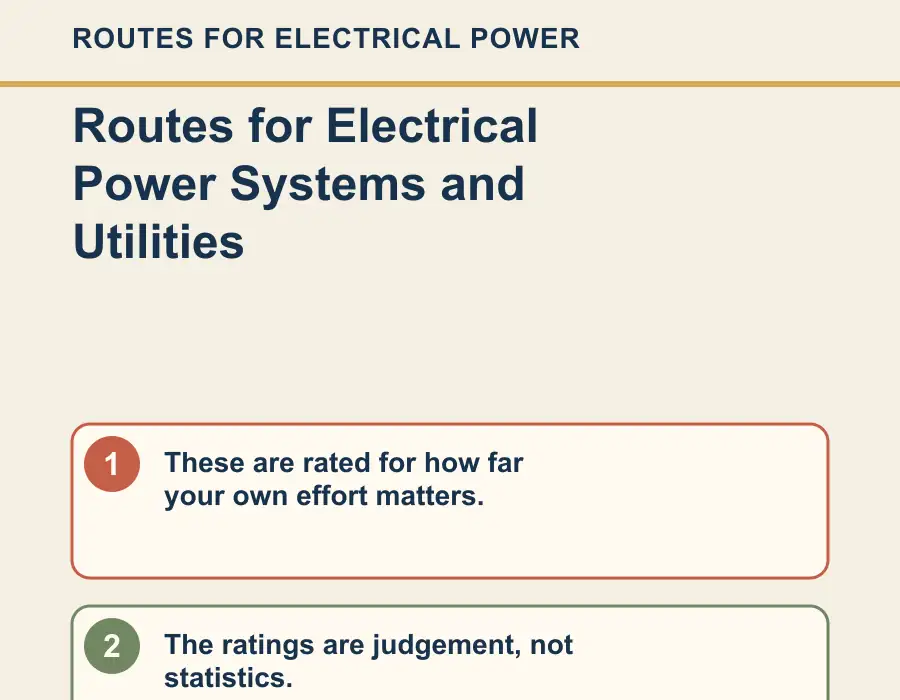 ROUTES FOR ELECTRICAL POWER
Routes for Electrical
Power Systems and
Utilities
1
These are rated for how far
your own effort matters.
2
The ratings are judgement, not
statistics.